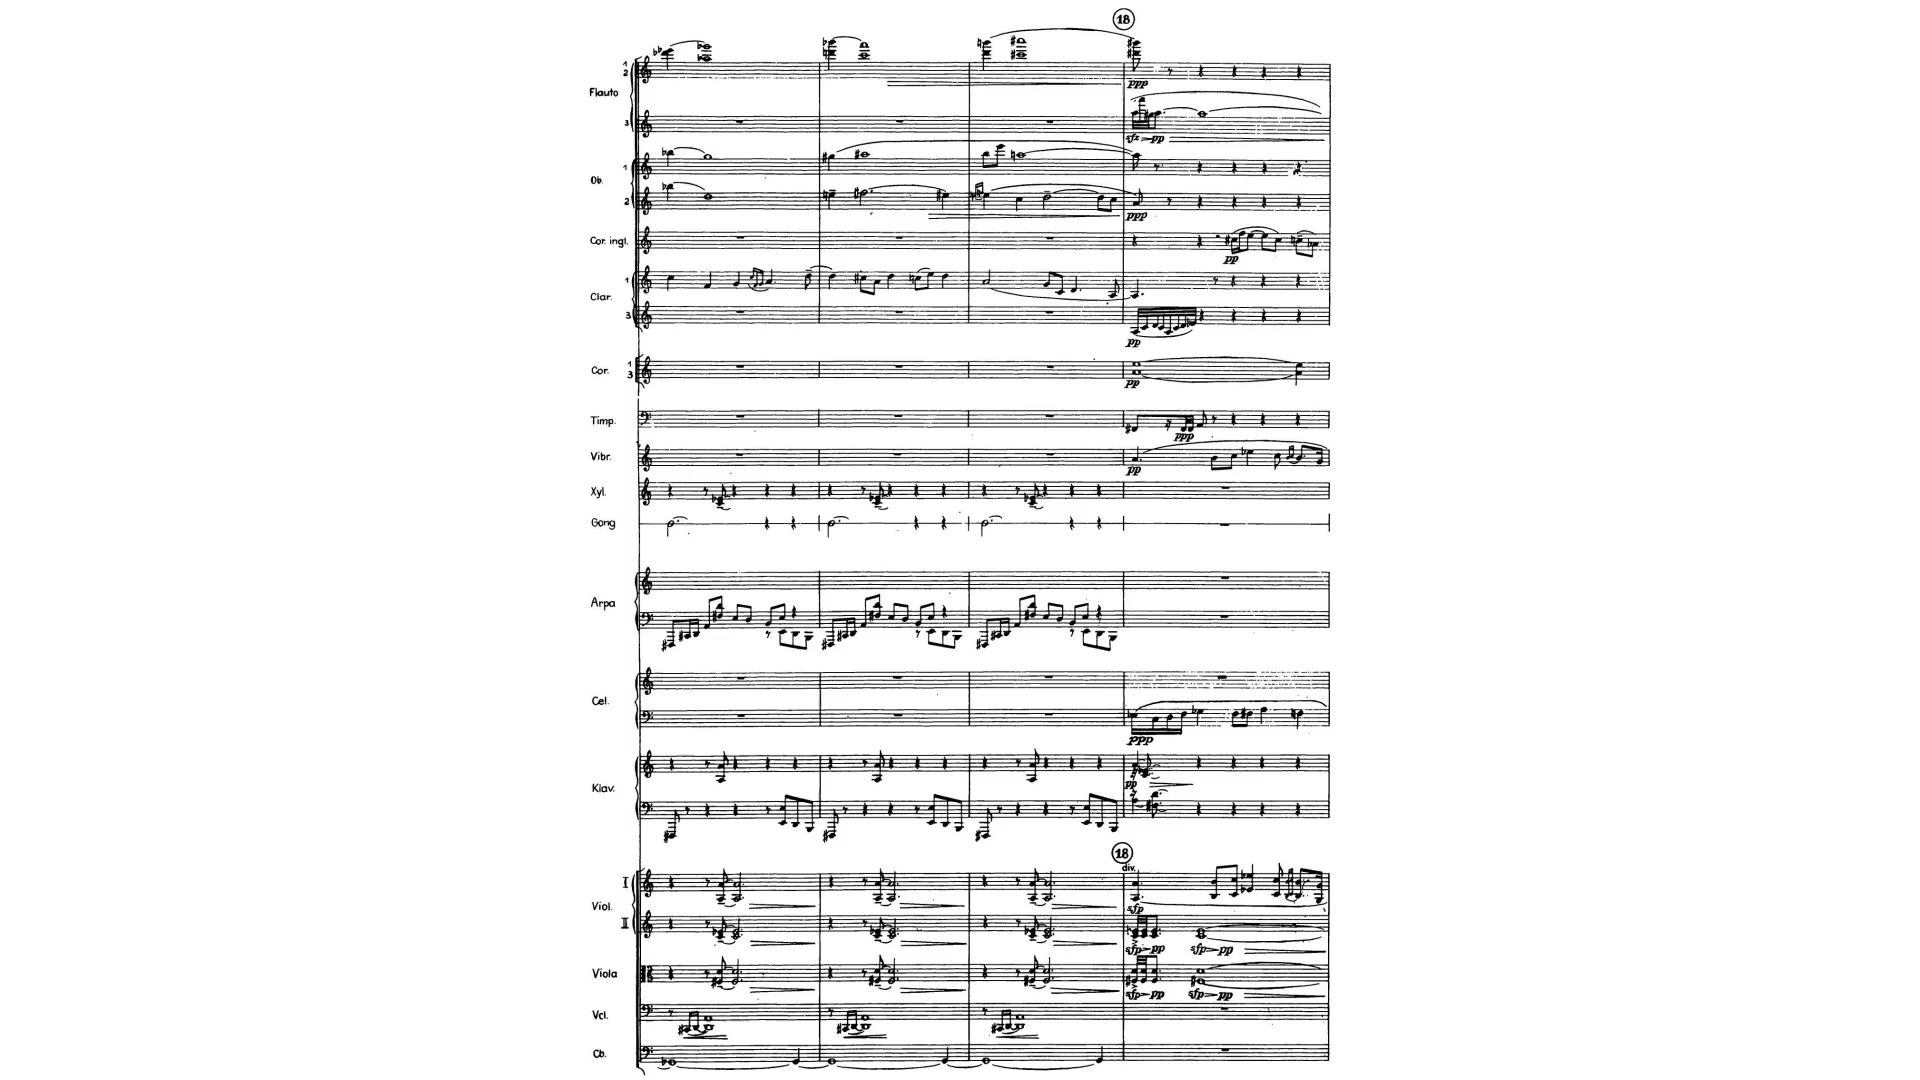 18
1
2
Flauto
3
ppp
sfz pp
1
Ob.
2
ppp
Cor. ingl.
pp
1
Clar.
3
pp
Cor.
1
3
pp
Timp.
ppp
Vibr.
pp
Xyl.
Gong
Arpa
Cel.
ppp
Klav.
pp
18
div.
I
Viol.
sfp
II
sfp pp sfp pp
Viola
sfp pp sfp pp
Vcl.
Cb.